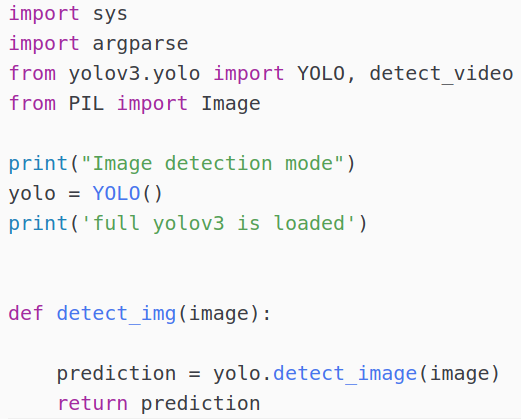 import sys
import argparse
from yolov3.yolo import YOLO, detect_video
from PIL import Image
print("Image detection mode")
yolo = YOLO()
print('full yolov3 is loaded')
def detect_img(image):
prediction = yolo.detect_image(image)
return prediction